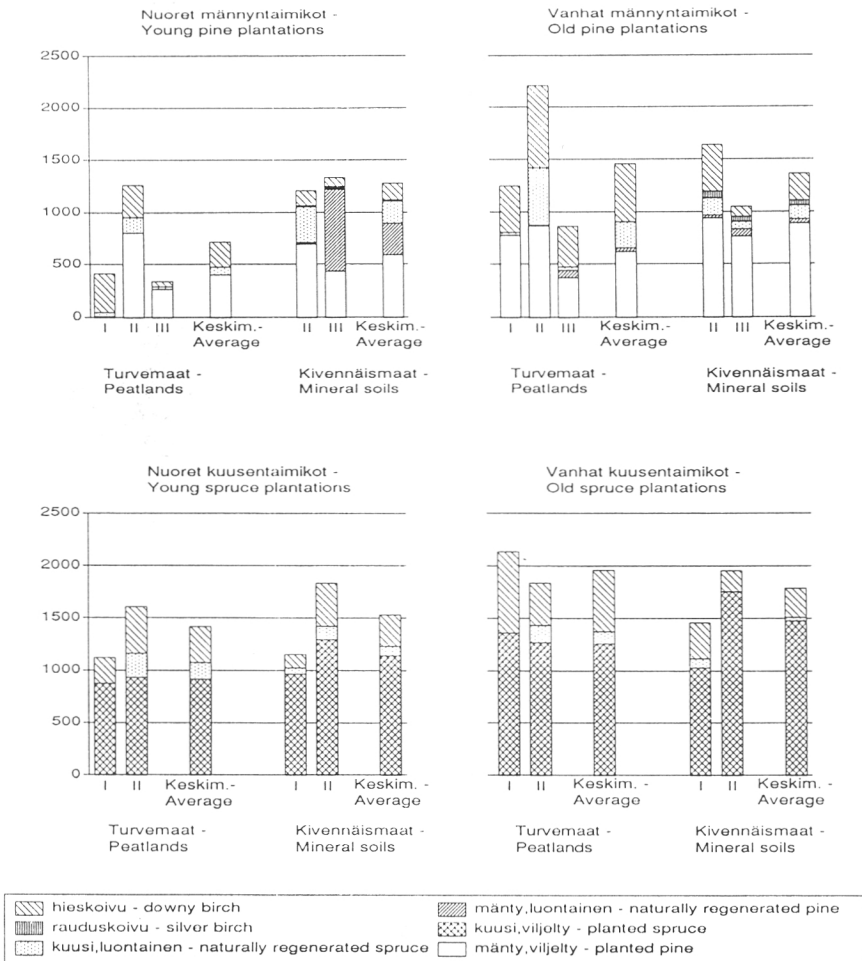 Nuoret männyntaimikot -
Young pine plantations
2500
2000
1500
1000
500
0
I II III Keskim.-
Average
II III Keskim.-
Average
Turvemaat -
Peatlands
Kivennäismaat -
Mineral soils
Vanhat männyntaimikot -
Old pine plantations
I II III Keskim.-
Average
II III Keskim.-
Average
Turvemaat -
Peatlands
Kivennäismaat -
Mineral soils
Nuoret kuusentaimikot -
Young spruce plantations
2500
2000
1500
1000
500
0
I II Keskim.-
Average
I II Keskim.-
Average
Turvemaat -
Peatlands
Kivennäismaat -
Mineral soils
Vanhat kuusentaimikot -
Old spruce plantations
I II Keskim. -
Average
I II Keskim.-
Average
Turvemaat -
Peatlands
Kivennäismaat -
Mineral soils
hieskoivu - downy birch
rauduskoivu - silver birch
kuusi,luontainen - naturally regenerated spruce
mänty,luontainen - naturally regenerated pine
kuusi,viljelty - planted spruce
mänty,viljelty - planted pine